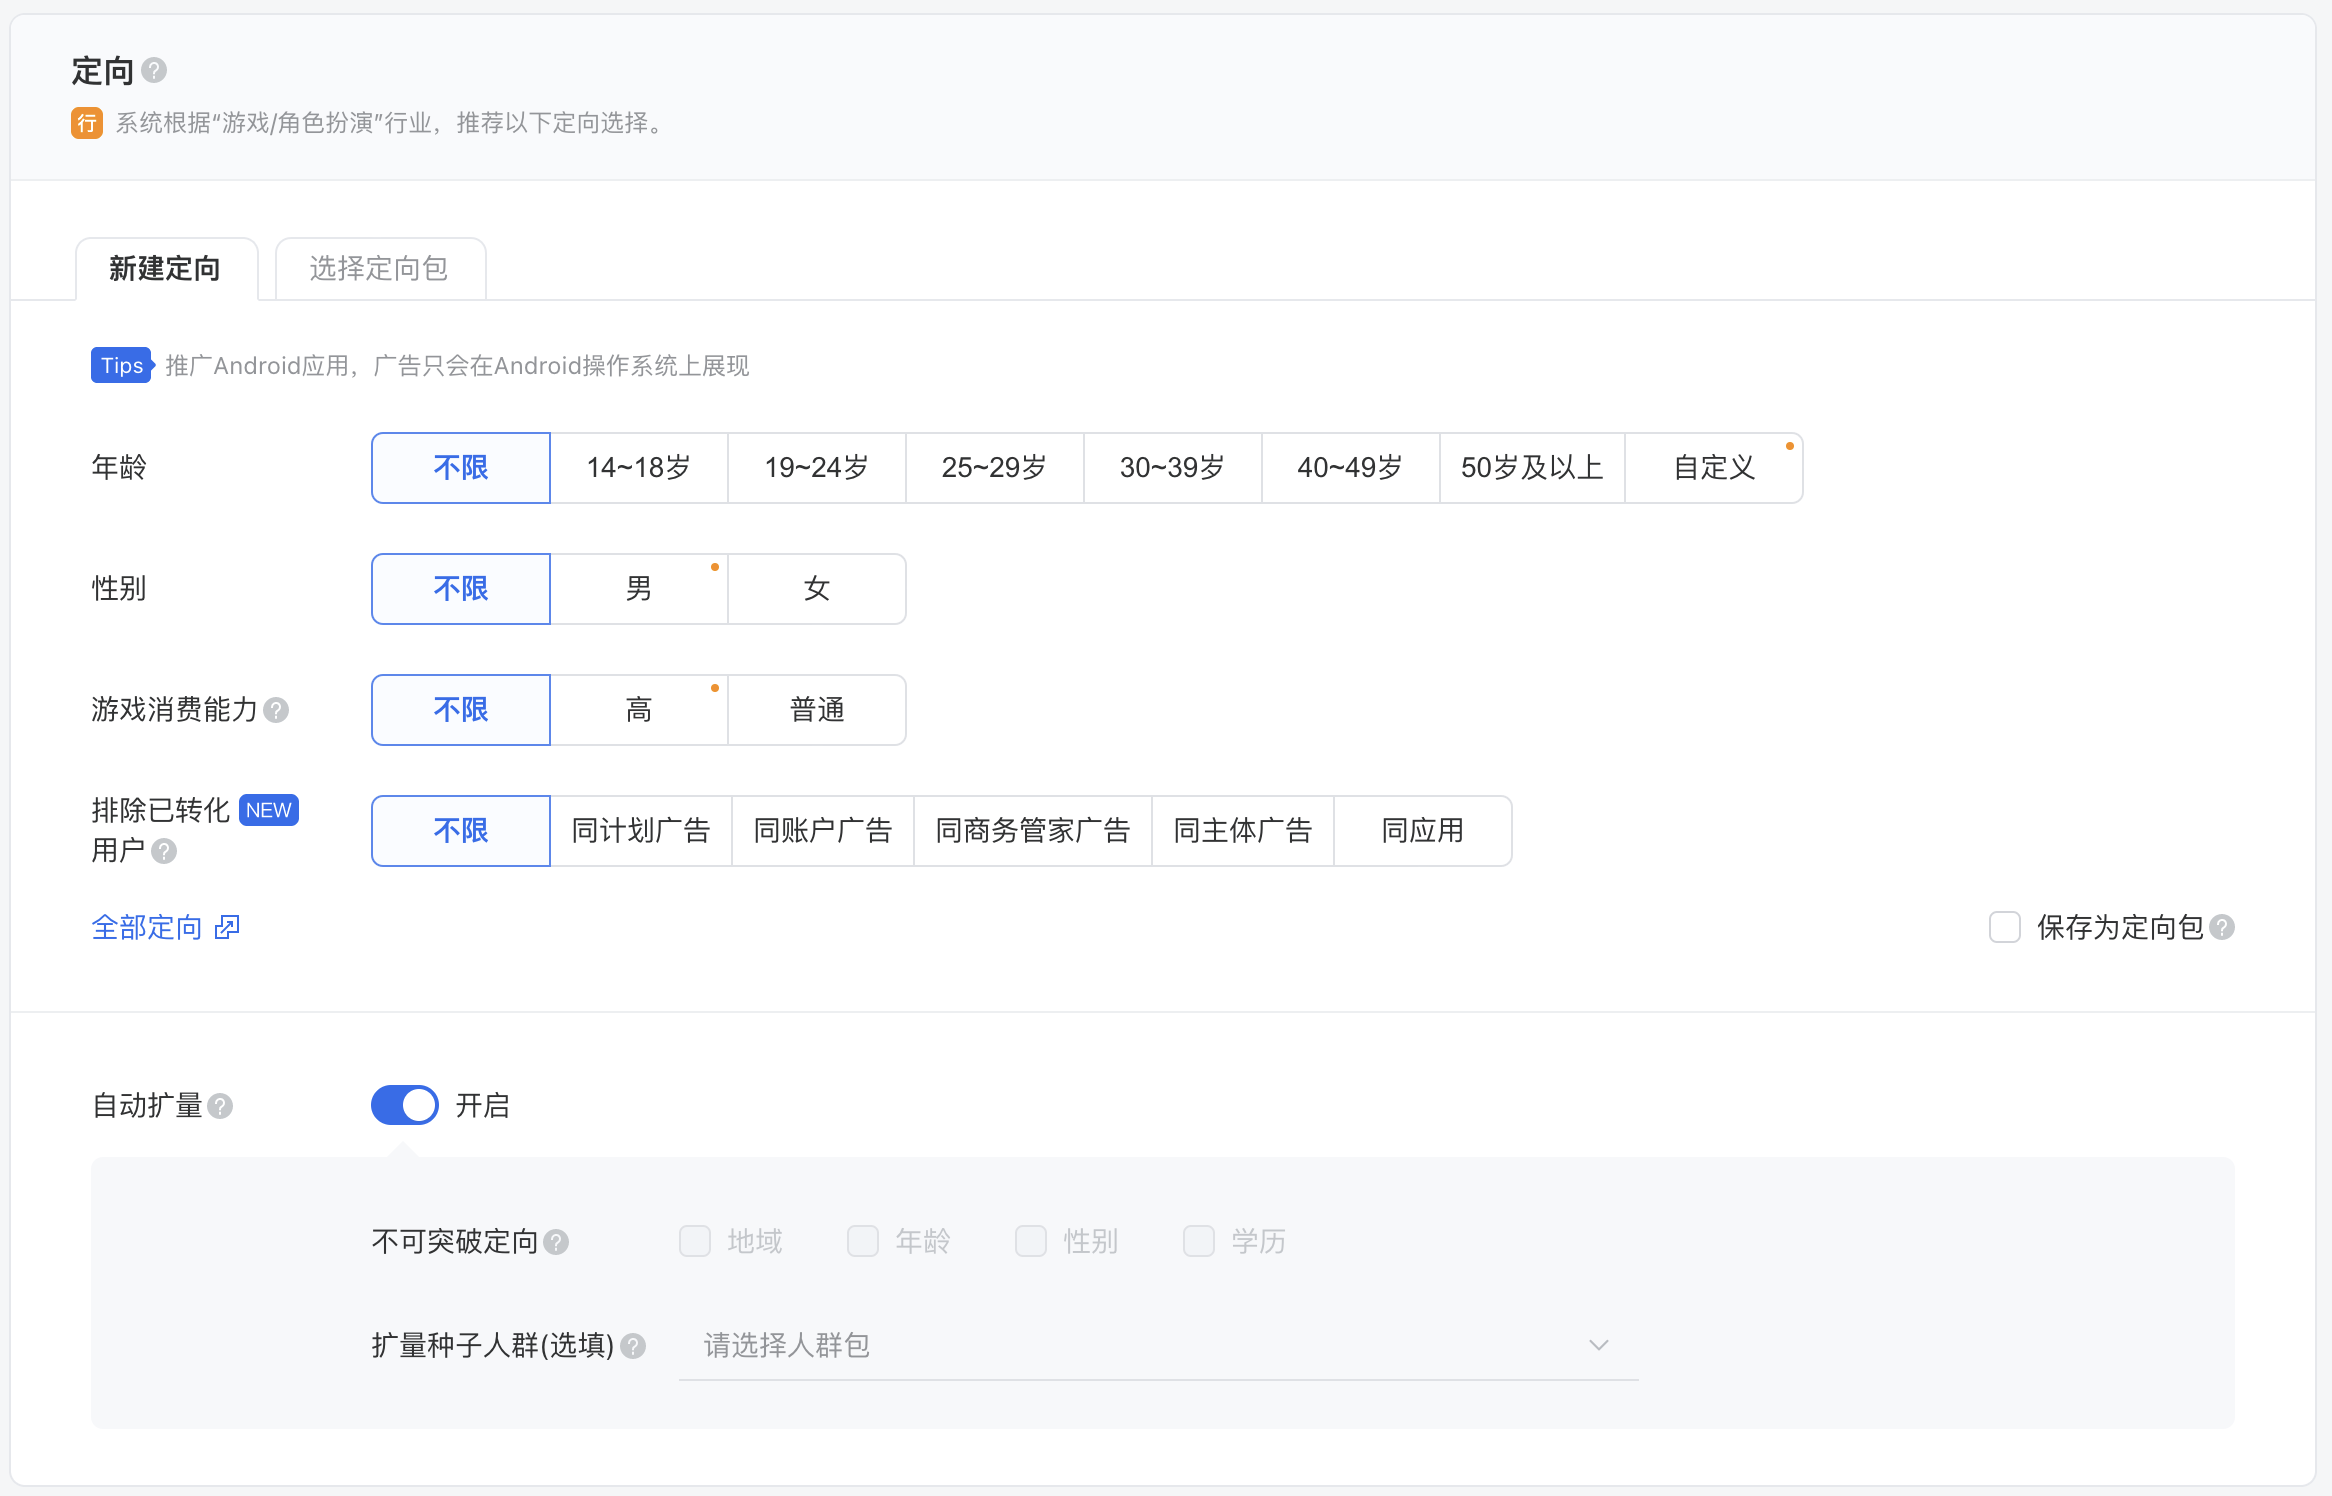 定向
行 系统根据“游戏/角色扮演”行业，推荐以下定向选择。
新建定向 选择定向包
Tips 推广Android应用，广告只会在Android操作系统上展现
年龄 不限 14~18岁 19~24岁 25~29岁 30~39岁 40~49岁 50岁及以上 自定义
性别 不限 男 女
游戏消费能力 不限 高 普通
排除已转化 NEW
用户 不限 同计划广告 同账户广告 同商务管家广告 同主体广告 同应用
全部定向 保存为定向包
自动扩量 开启
不可突破定向 地域 年龄 性别 学历
扩量种子人群(选填) 请选择人群包